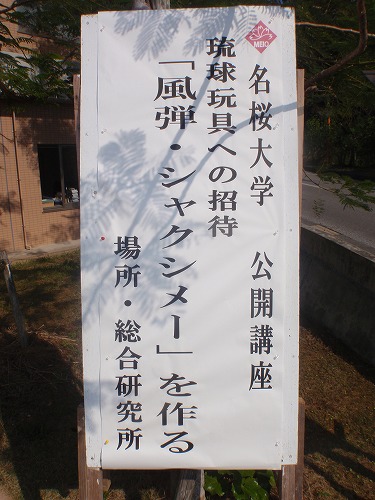 MEIO
名桜大学 公開講座
琉球玩具への招待
「風弾・シャクシメー」を作る
場所・総合研究所